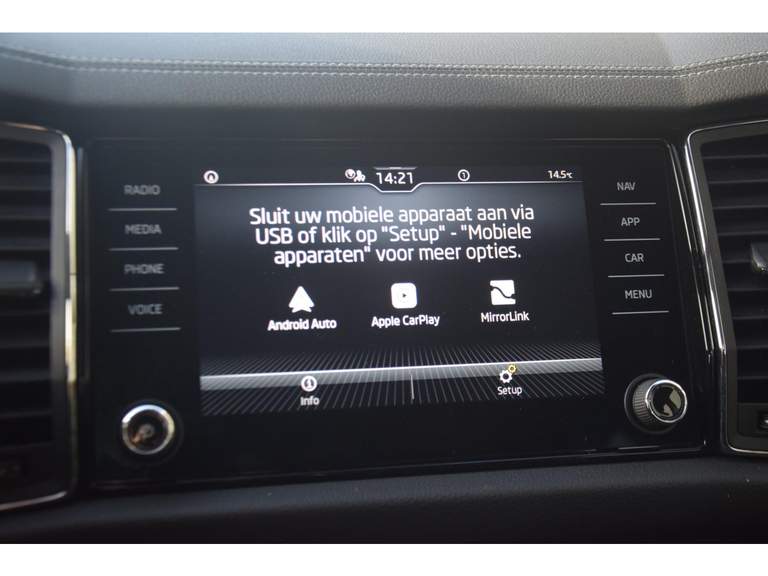 14:21
1
14.5°C
RADIO
MEDIA
PHONE
VOICE
Sluit uw mobiele apparaat aan via
USB of klik op "Setup" - "Mobiele
apparaten" voor meer opties.
Android Auto
Apple CarPlay
MirrorLink
Info
Setup
NAV
APP
CAR
MENU